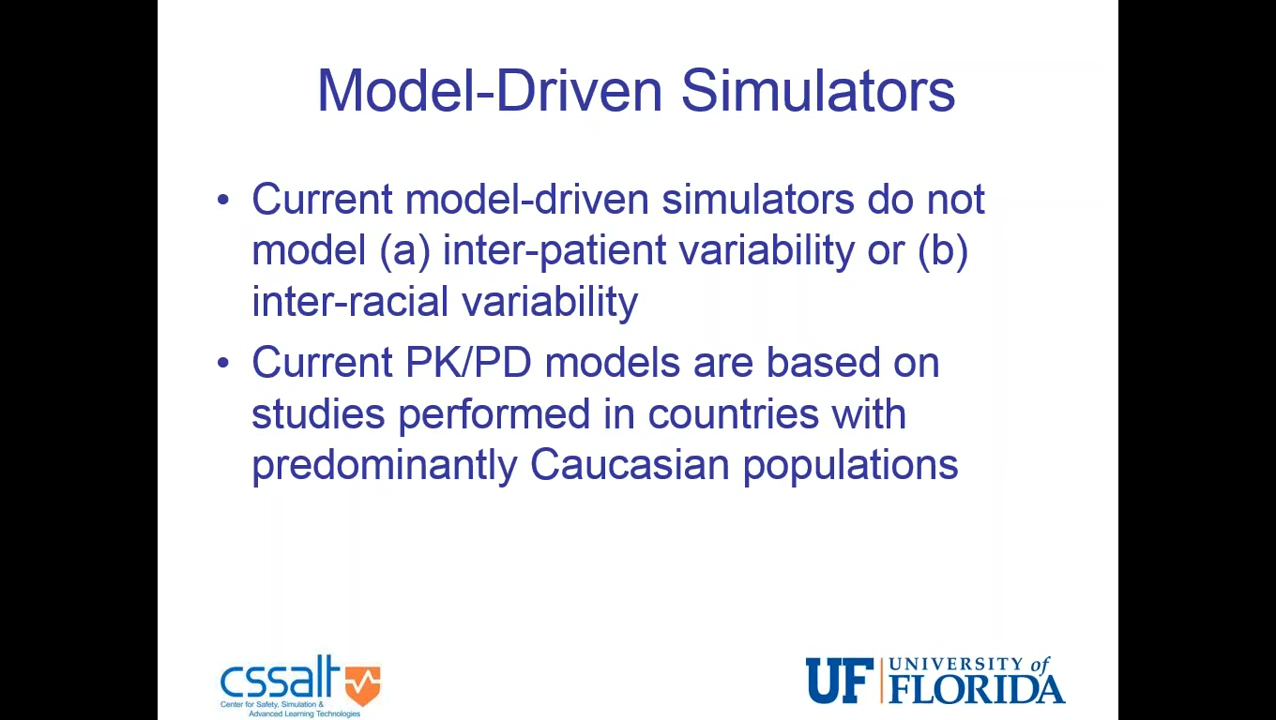 Model-Driven Simulators
• Current model-driven simulators do not
model (a) inter-patient variability or (b)
inter-racial variability
• Current PK/PD models are based on
studies performed in countries with
predominantly Caucasian populations
cssalt
Center for Safety, Simulation &
Advanced Learning Technologies
UF UNIVERSITY of
FLORIDA